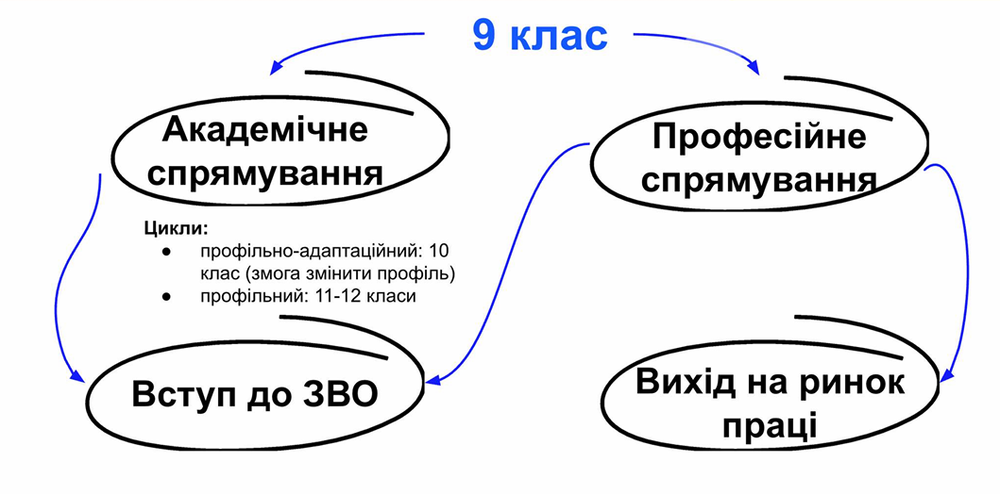 9 клас
Академічне
спрямування
Професійне
спрямування
Цикли:
● профільно-адаптаційний: 10
клас (змога змінити профіль)
● профільний: 11-12 класи
Вступ до ЗВО
Вихід на ринок
праці